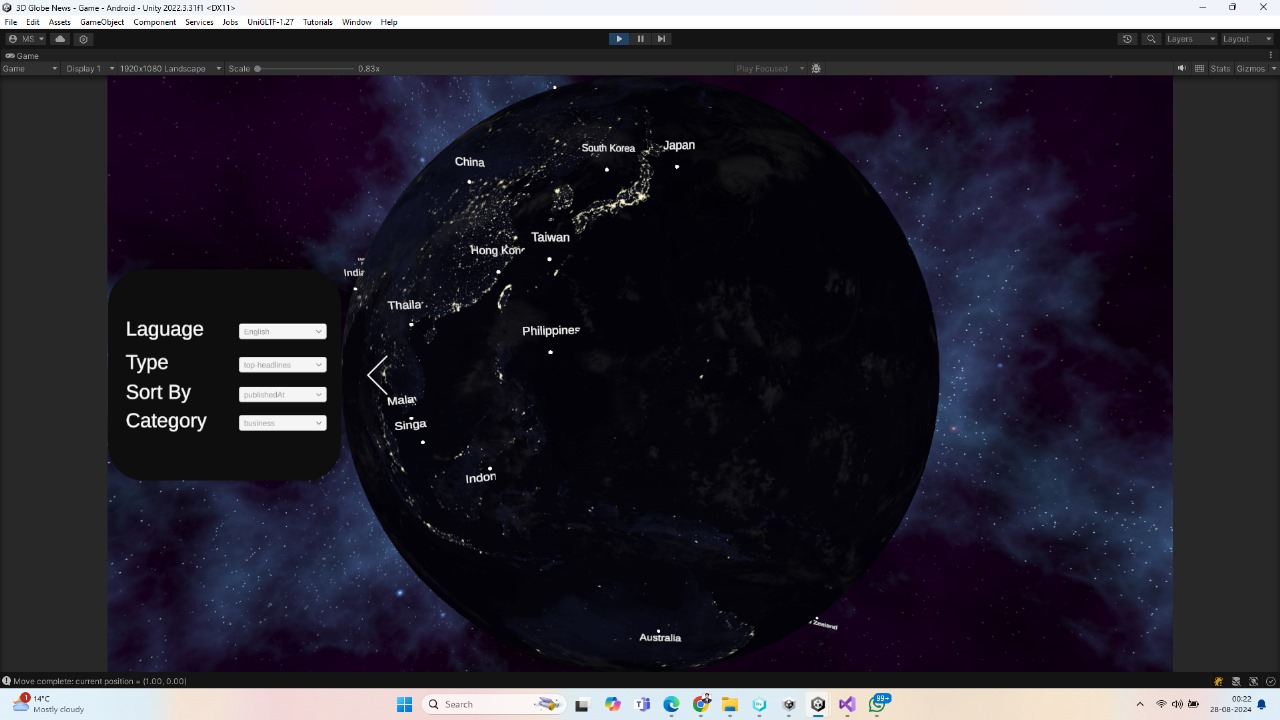 3D Globe News - Game - Android - Unity 2022.3.31f1 <DX11>
File Edit Assets GameObject Component Services Jobs UniGLTF-1.27 Tutorials Window Help
MS Layers Layout
Game
Game Display 1 1920x1080 Landscape Scale 0.83x Play Focused Stats Gizmos
South Korea Japan
China
Taiwan
Hong Kong
India
Thaila
Philippines
Laguage English
Type top-headlines
Sort By publishedAt
Category business
Malay
Singa
Indon
Zealand
Australia
Move complete: current position = (1.00, 0.00)
1 14°C
Mostly cloudy
Search
99+
00:22
28-08-2024